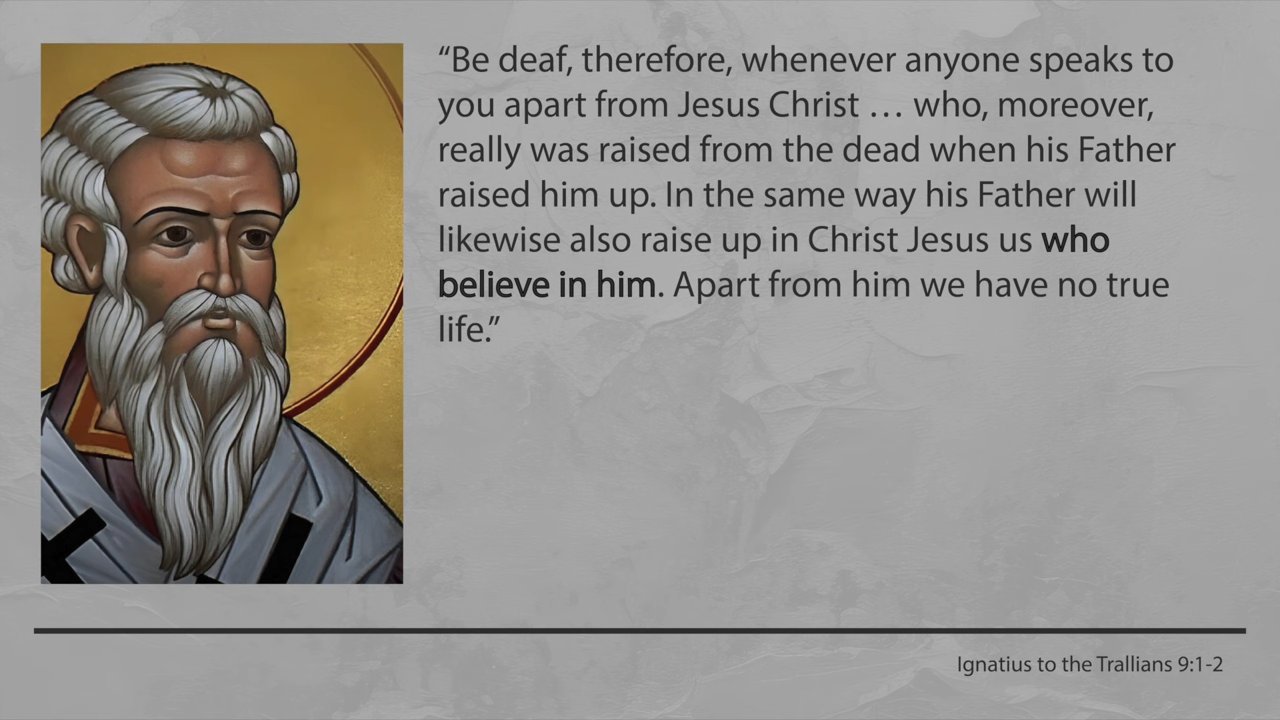 “Be deaf, therefore, whenever anyone speaks to
you apart from Jesus Christ … who, moreover,
really was raised from the dead when his Father
raised him up. In the same way his Father will
likewise also raise up in Christ Jesus us who
believe in him. Apart from him we have no true
life.”
Ignatius to the Trallians 9:1-2